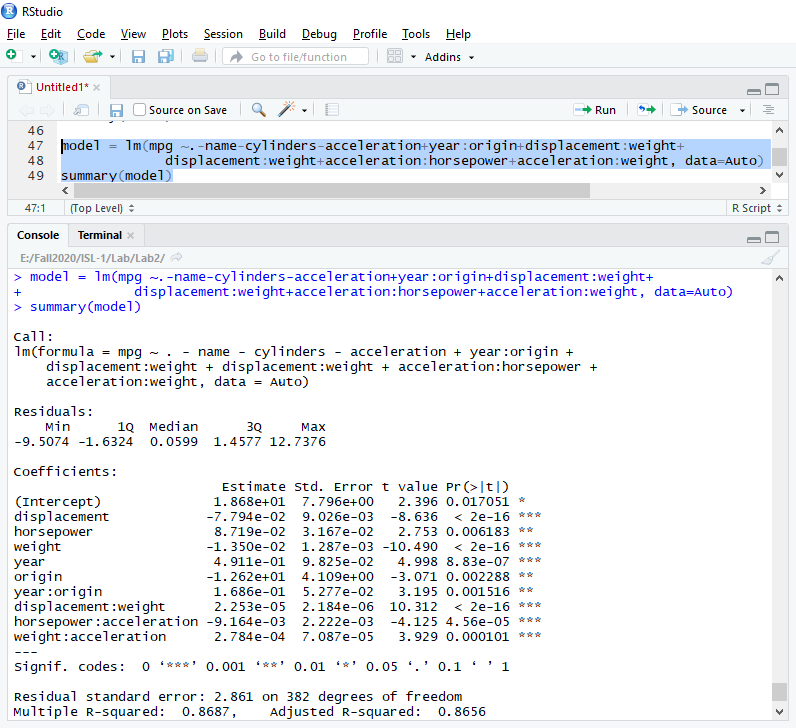 RStudio
File Edit Code View Plots Session Build Debug Profile Tools Help
Go to file/function Addins
Untitled1*
Source on Save Run Source
46
47 model = lm(mpg ~.-name-cylinders-acceleration+year:origin+displacement:weight+
48 displacement:weight+acceleration:horsepower+acceleration:weight, data=Auto)
49 summary(model)
47:1 (Top Level) R Script
Console Terminal
E:/Fall2020/ISL-1/Lab/Lab2/
> model = lm(mpg ~.-name-cylinders-acceleration+year:origin+displacement:weight+
+ displacement:weight+acceleration:horsepower+acceleration:weight, data=Auto)
> summary(model)
Call:
lm(formula = mpg ~ . - name - cylinders - acceleration + year:origin +
displacement:weight + displacement:weight + acceleration:horsepower +
acceleration:weight, data = Auto)
Residuals:
Min 1Q Median 3Q Max
-9.5074 -1.6324 0.0599 1.4577 12.7376
Coefficients:
Estimate Std. Error t value Pr(>|t|)
(Intercept) 1.868e+01 7.796e+00 2.396 0.017051 *
displacement -7.794e-02 9.026e-03 -8.636 < 2e-16 ***
horsepower 8.719e-02 3.167e-02 2.753 0.006183 **
weight -1.350e-02 1.287e-03 -10.490 < 2e-16 ***
year 4.911e-01 9.825e-02 4.998 8.83e-07 ***
origin -1.262e+01 4.109e+00 -3.071 0.002288 **
year:origin 1.686e-01 5.277e-02 3.195 0.001516 **
displacement:weight 2.253e-05 2.184e-06 10.312 < 2e-16 ***
horsepower:acceleration -9.164e-03 2.222e-03 -4.125 4.56e-05 ***
weight:acceleration 2.784e-04 7.087e-05 3.929 0.000101 ***
---
Signif. codes: 0 ‘***’ 0.001 ‘**’ 0.01 ‘*’ 0.05 ‘.’ 0.1 ‘ ’ 1
Residual standard error: 2.861 on 382 degrees of freedom
Multiple R-squared: 0.8687, Adjusted R-squared: 0.8656